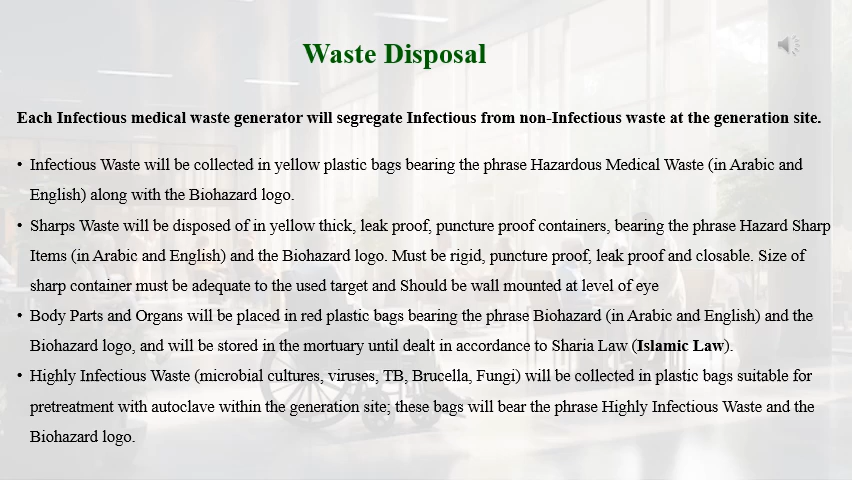 Waste Disposal
Each Infectious medical waste generator will segregate Infectious from non-Infectious waste at the generation site.
• Infectious Waste will be collected in yellow plastic bags bearing the phrase Hazardous Medical Waste (in Arabic and
English) along with the Biohazard logo.
• Sharps Waste will be disposed of in yellow thick, leak proof, puncture proof containers, bearing the phrase Hazard Sharp
Items (in Arabic and English) and the Biohazard logo. Must be rigid, puncture proof, leak proof and closable. Size of
sharp container must be adequate to the used target and Should be wall mounted at level of eye
• Body Parts and Organs will be placed in red plastic bags bearing the phrase Biohazard (in Arabic and English) and the
Biohazard logo, and will be stored in the mortuary until dealt in accordance to Sharia Law (Islamic Law).
• Highly Infectious Waste (microbial cultures, viruses, TB, Brucella, Fungi) will be collected in plastic bags suitable for
pretreatment with autoclave within the generation site; these bags will bear the phrase Highly Infectious Waste and the
Biohazard logo.